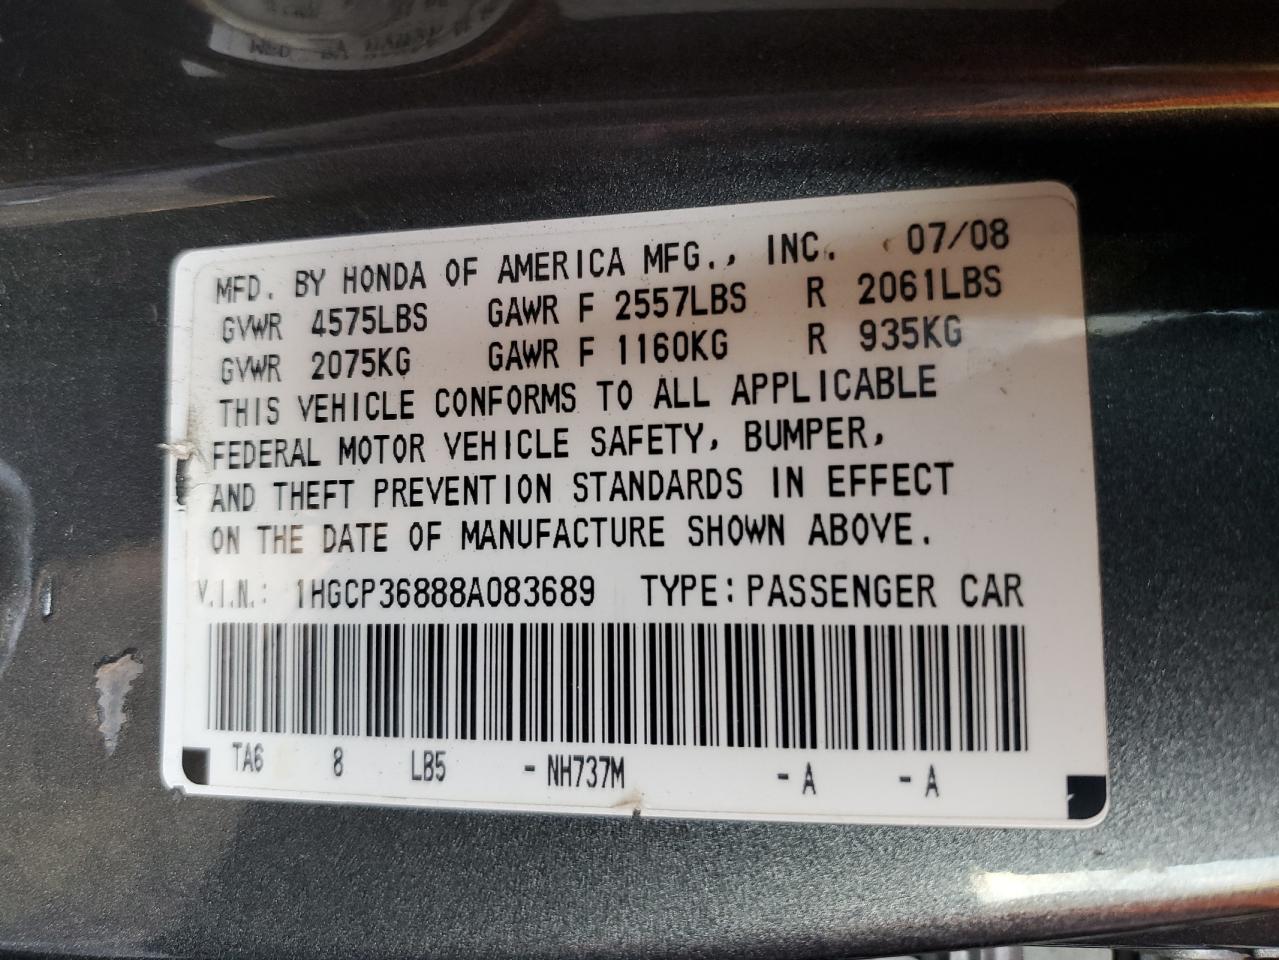 MFD. BY HONDA OF AMERICA MFG., INC. 07/08
GVWR 4575LBS GAWR F 2557LBS R 2061LBS
GVWR 2075KG GAWR F 1160KG R 935KG
THIS VEHICLE CONFORMS TO ALL APPLICABLE
FEDERAL MOTOR VEHICLE SAFETY, BUMPER,
AND THEFT PREVENTION STANDARDS IN EFFECT
ON THE DATE OF MANUFACTURE SHOWN ABOVE.
V.I.N.: 1HGCP36888A083689 TYPE: PASSENGER CAR
TA6 8 LB5 - NH737M - A - A